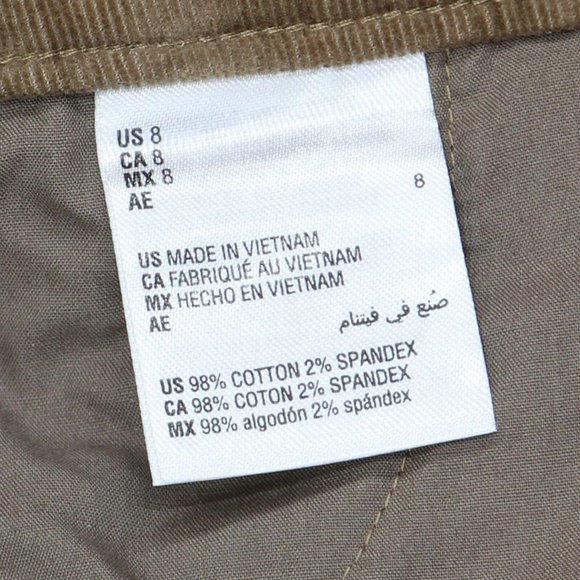 US 8
CA 8
MX 8
AE 8
US MADE IN VIETNAM
CA FABRIQUÉ AU VIETNAM
MX HECHO EN VIETNAM
AE صُنع في فيتنام
US 98% COTTON 2% SPANDEX
CA 98% COTON 2% SPANDEX
MX 98% algodón 2% spándex